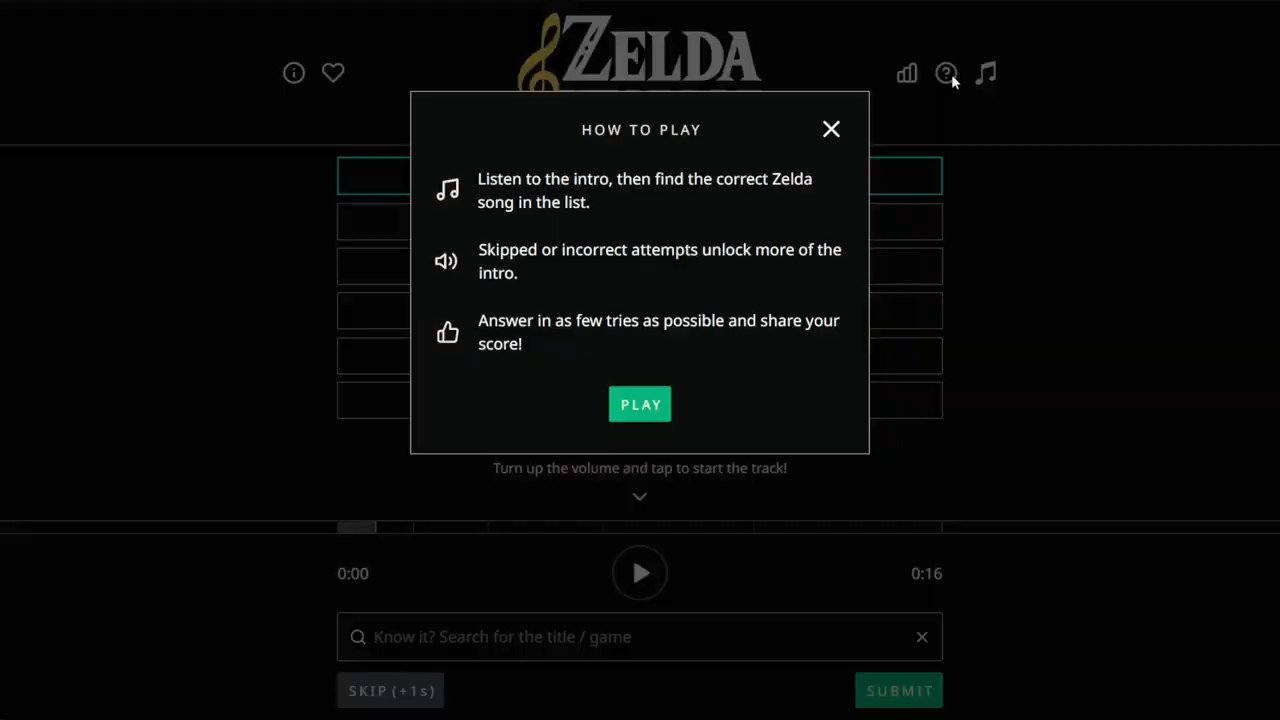 ZELDA
HOW TO PLAY
Listen to the intro, then find the correct Zelda
song in the list.
Skipped or incorrect attempts unlock more of the
intro.
Answer in as few tries as possible and share your
score!
PLAY
Turn up the volume and tap to start the track!
0:00
0:16
Know it? Search for the title / game
SKIP (+1s)
SUBMIT